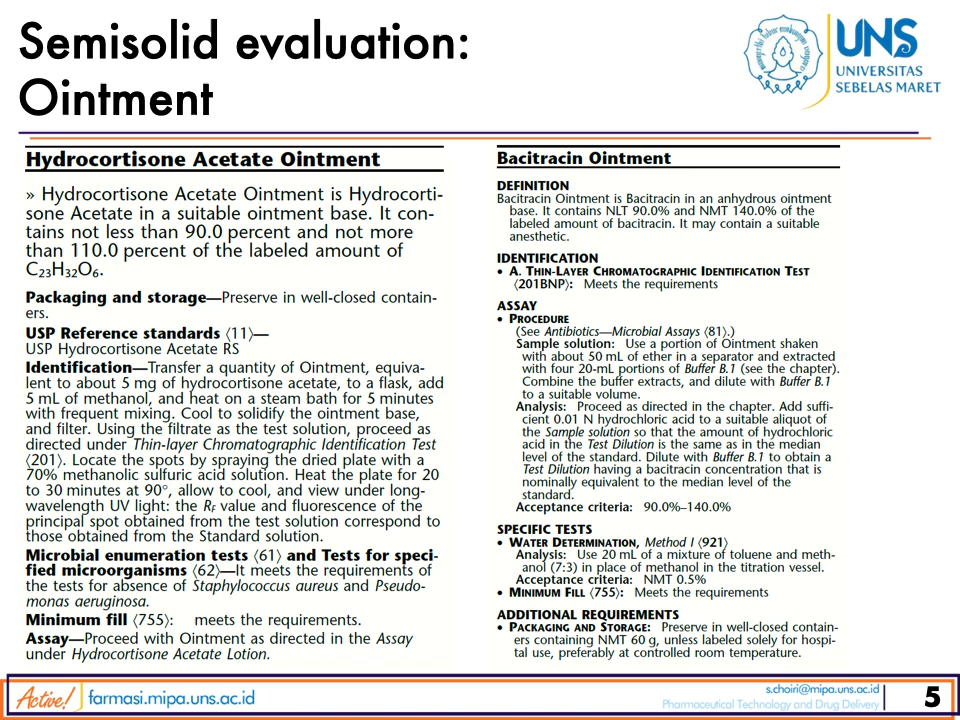 Semisolid evaluation:
Ointment
UNS
UNIVERSITAS
SEBELAS MARET
Hydrocortisone Acetate Ointment
» Hydrocortisone Acetate Ointment is Hydrocorti-
sone Acetate in a suitable ointment base. It con-
tains not less than 90.0 percent and not more
than 110.0 percent of the labeled amount of
C₂₃H₃₂O₆.
Packaging and storage—Preserve in well-closed contain-
ers.
USP Reference standards ⟨11⟩—
USP Hydrocortisone Acetate RS
Identification—Transfer a quantity of Ointment, equiva-
lent to about 5 mg of hydrocortisone acetate, to a flask, add
5 mL of methanol, and heat on a steam bath for 5 minutes
with frequent mixing. Cool to solidify the ointment base,
and filter. Using the filtrate as the test solution, proceed as
directed under Thin-layer Chromatographic Identification Test
⟨201⟩. Locate the spots by spraying the dried plate with a
70% methanolic sulfuric acid solution. Heat the plate for 20
to 30 minutes at 90°, allow to cool, and view under long-
wavelength UV light: the RF value and fluorescence of the
principal spot obtained from the test solution correspond to
those obtained from the Standard solution.
Microbial enumeration tests ⟨61⟩ and Tests for speci-
fied microorganisms ⟨62⟩—It meets the requirements of
the tests for absence of Staphylococcus aureus and Pseudo-
monas aeruginosa.
Minimum fill ⟨755⟩: meets the requirements.
Assay—Proceed with Ointment as directed in the Assay
under Hydrocortisone Acetate Lotion.
Bacitracin Ointment
DEFINITION
Bacitracin Ointment is Bacitracin in an anhydrous ointment
base. It contains NLT 90.0% and NMT 140.0% of the
labeled amount of bacitracin. It may contain a suitable
anesthetic.
IDENTIFICATION
• A. THIN-LAYER CHROMATOGRAPHIC IDENTIFICATION TEST
⟨201BNP⟩: Meets the requirements
ASSAY
• PROCEDURE
(See Antibiotics—Microbial Assays ⟨81⟩.)
Sample solution: Use a portion of Ointment shaken
with about 50 mL of ether in a separator and extracted
with four 20-mL portions of Buffer B.1 (see the chapter).
Combine the buffer extracts, and dilute with Buffer B.1
to a suitable volume.
Analysis: Proceed as directed in the chapter. Add suffi-
cient 0.01 N hydrochloric acid to a suitable aliquot of
the Sample solution so that the amount of hydrochloric
acid in the Test Dilution is the same as in the median
level of the standard. Dilute with Buffer B.1 to obtain a
Test Dilution having a bacitracin concentration that is
nominally equivalent to the median level of the
standard.
Acceptance criteria: 90.0%–140.0%
SPECIFIC TESTS
• WATER DETERMINATION, Method I ⟨921⟩
Analysis: Use 20 mL of a mixture of toluene and meth-
anol (7:3) in place of methanol in the titration vessel.
Acceptance criteria: NMT 0.5%
• MINIMUM FILL ⟨755⟩: Meets the requirements
ADDITIONAL REQUIREMENTS
• PACKAGING AND STORAGE: Preserve in well-closed contain-
ers containing NMT 60 g, unless labeled solely for hospi-
tal use, preferably at controlled room temperature.
Active!
farmasi.mipa.uns.ac.id
s.choiri@mipa.uns.ac.id
Pharmaceutical Technology and Drug Delivery
5